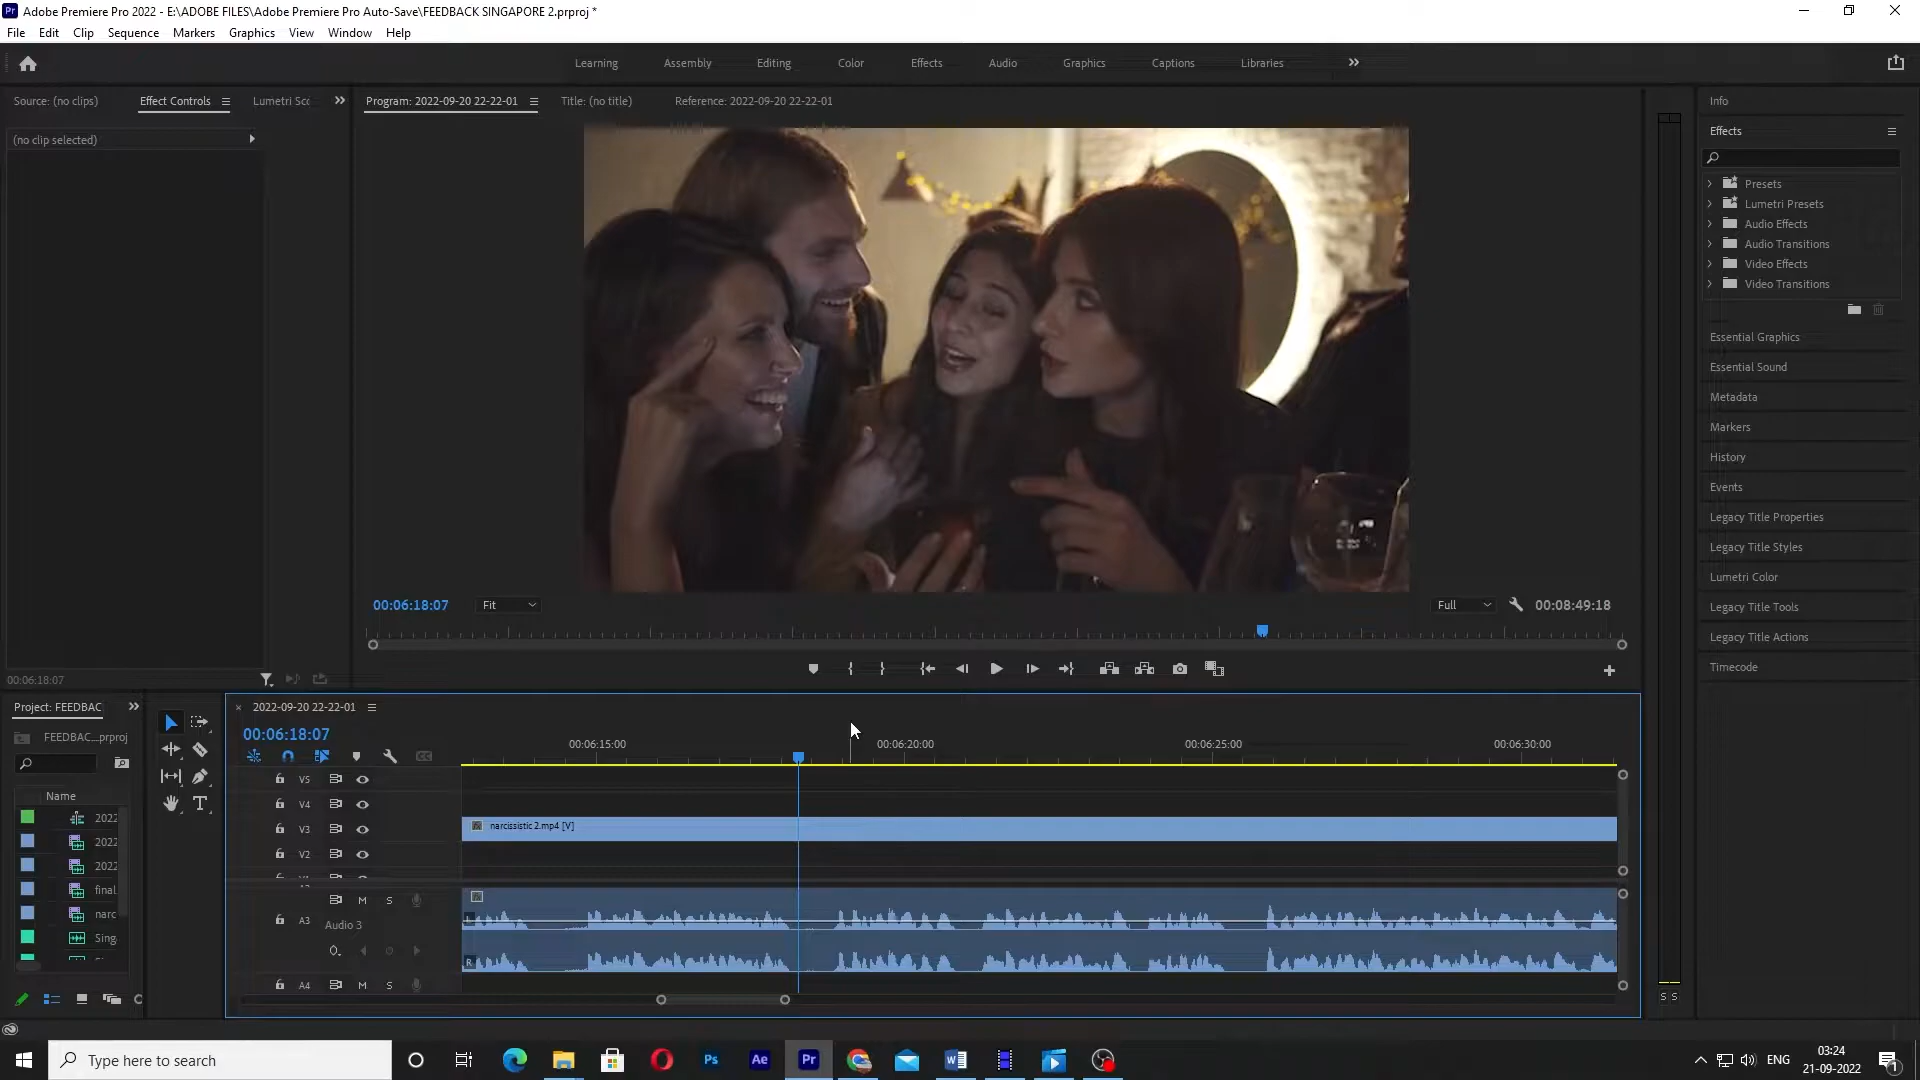 Adobe Premiere Pro 2022 - E:\ADOBE FILES\Adobe Premiere Pro Auto-Save\FEEDBACK SINGAPORE 2.prproj *
File Edit Clip Sequence Markers Graphics View Window Help
Learning Assembly Editing Color Effects Audio Graphics Captions Libraries
Source: (no clips) Effect Controls Lumetri Sc Program: 2022-09-20 22-22-01 Title: (no title) Reference: 2022-09-20 22-22-01 Info
Effects
(no clip selected)
Presets
Lumetri Presets
Audio Effects
Audio Transitions
Video Effects
Video Transitions
Essential Graphics
Essential Sound
Metadata
Markers
History
Events
Legacy Title Properties
Legacy Title Styles
Lumetri Color
Legacy Title Tools
Legacy Title Actions
Timecode
00:06:18:07 Fit Full 00:08:49:18
00:06:18:07
Project: FEEDBAC 2022-09-20 22-22-01
FEEDBAC...prproj 00:06:18:07
00:06:15:00 00:06:20:00 00:06:25:00 00:06:30:00
V5
Name
V4
2022
narcissistic 2.mp4 [V]
V3
2022
V2
2022
final
M S
narc
A3
Audio 3
L
Sing
R
A4 M S
S S
Type here to search
Ps Ae Pr
ENG
03:24
21-09-2022
1